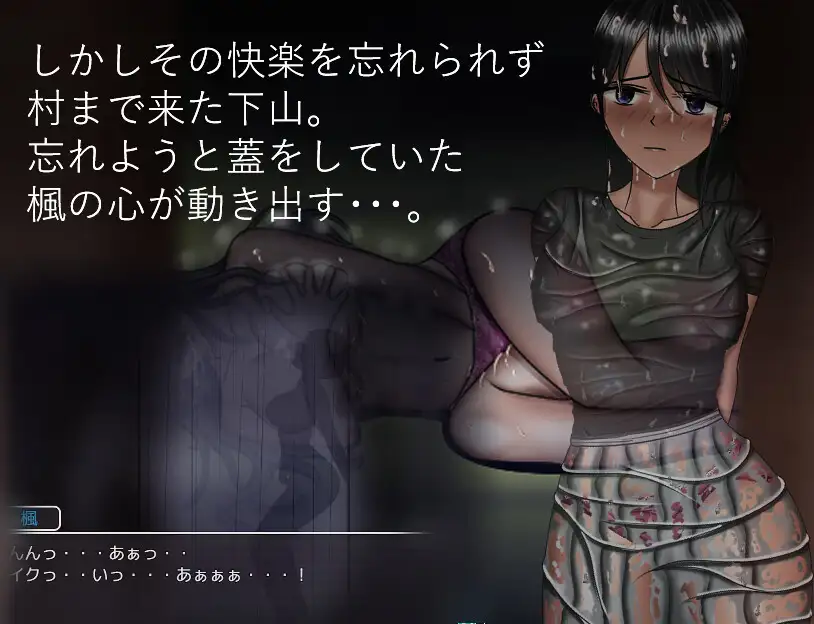 しかしその快楽を忘れられず
村まで来た下山。
忘れようと蓋をしていた
楓の心が動き出す･･･。
楓
んんっ・・・あぁっ・・
イクっ・・いっ・・・あぁぁぁ・・・！